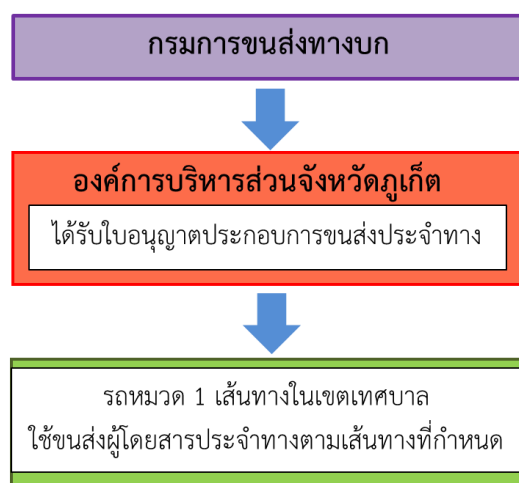 กรมการขนส่งทางบก
องค์การบริหารส่วนจังหวัดภูเก็ต
ได้รับใบอนุญาตประกอบการขนส่งประจำทาง
รถหมวด 1 เส้นทางในเขตเทศบาล
ใช้ขนส่งผู้โดยสารประจำทางตามเส้นทางที่กำหนด